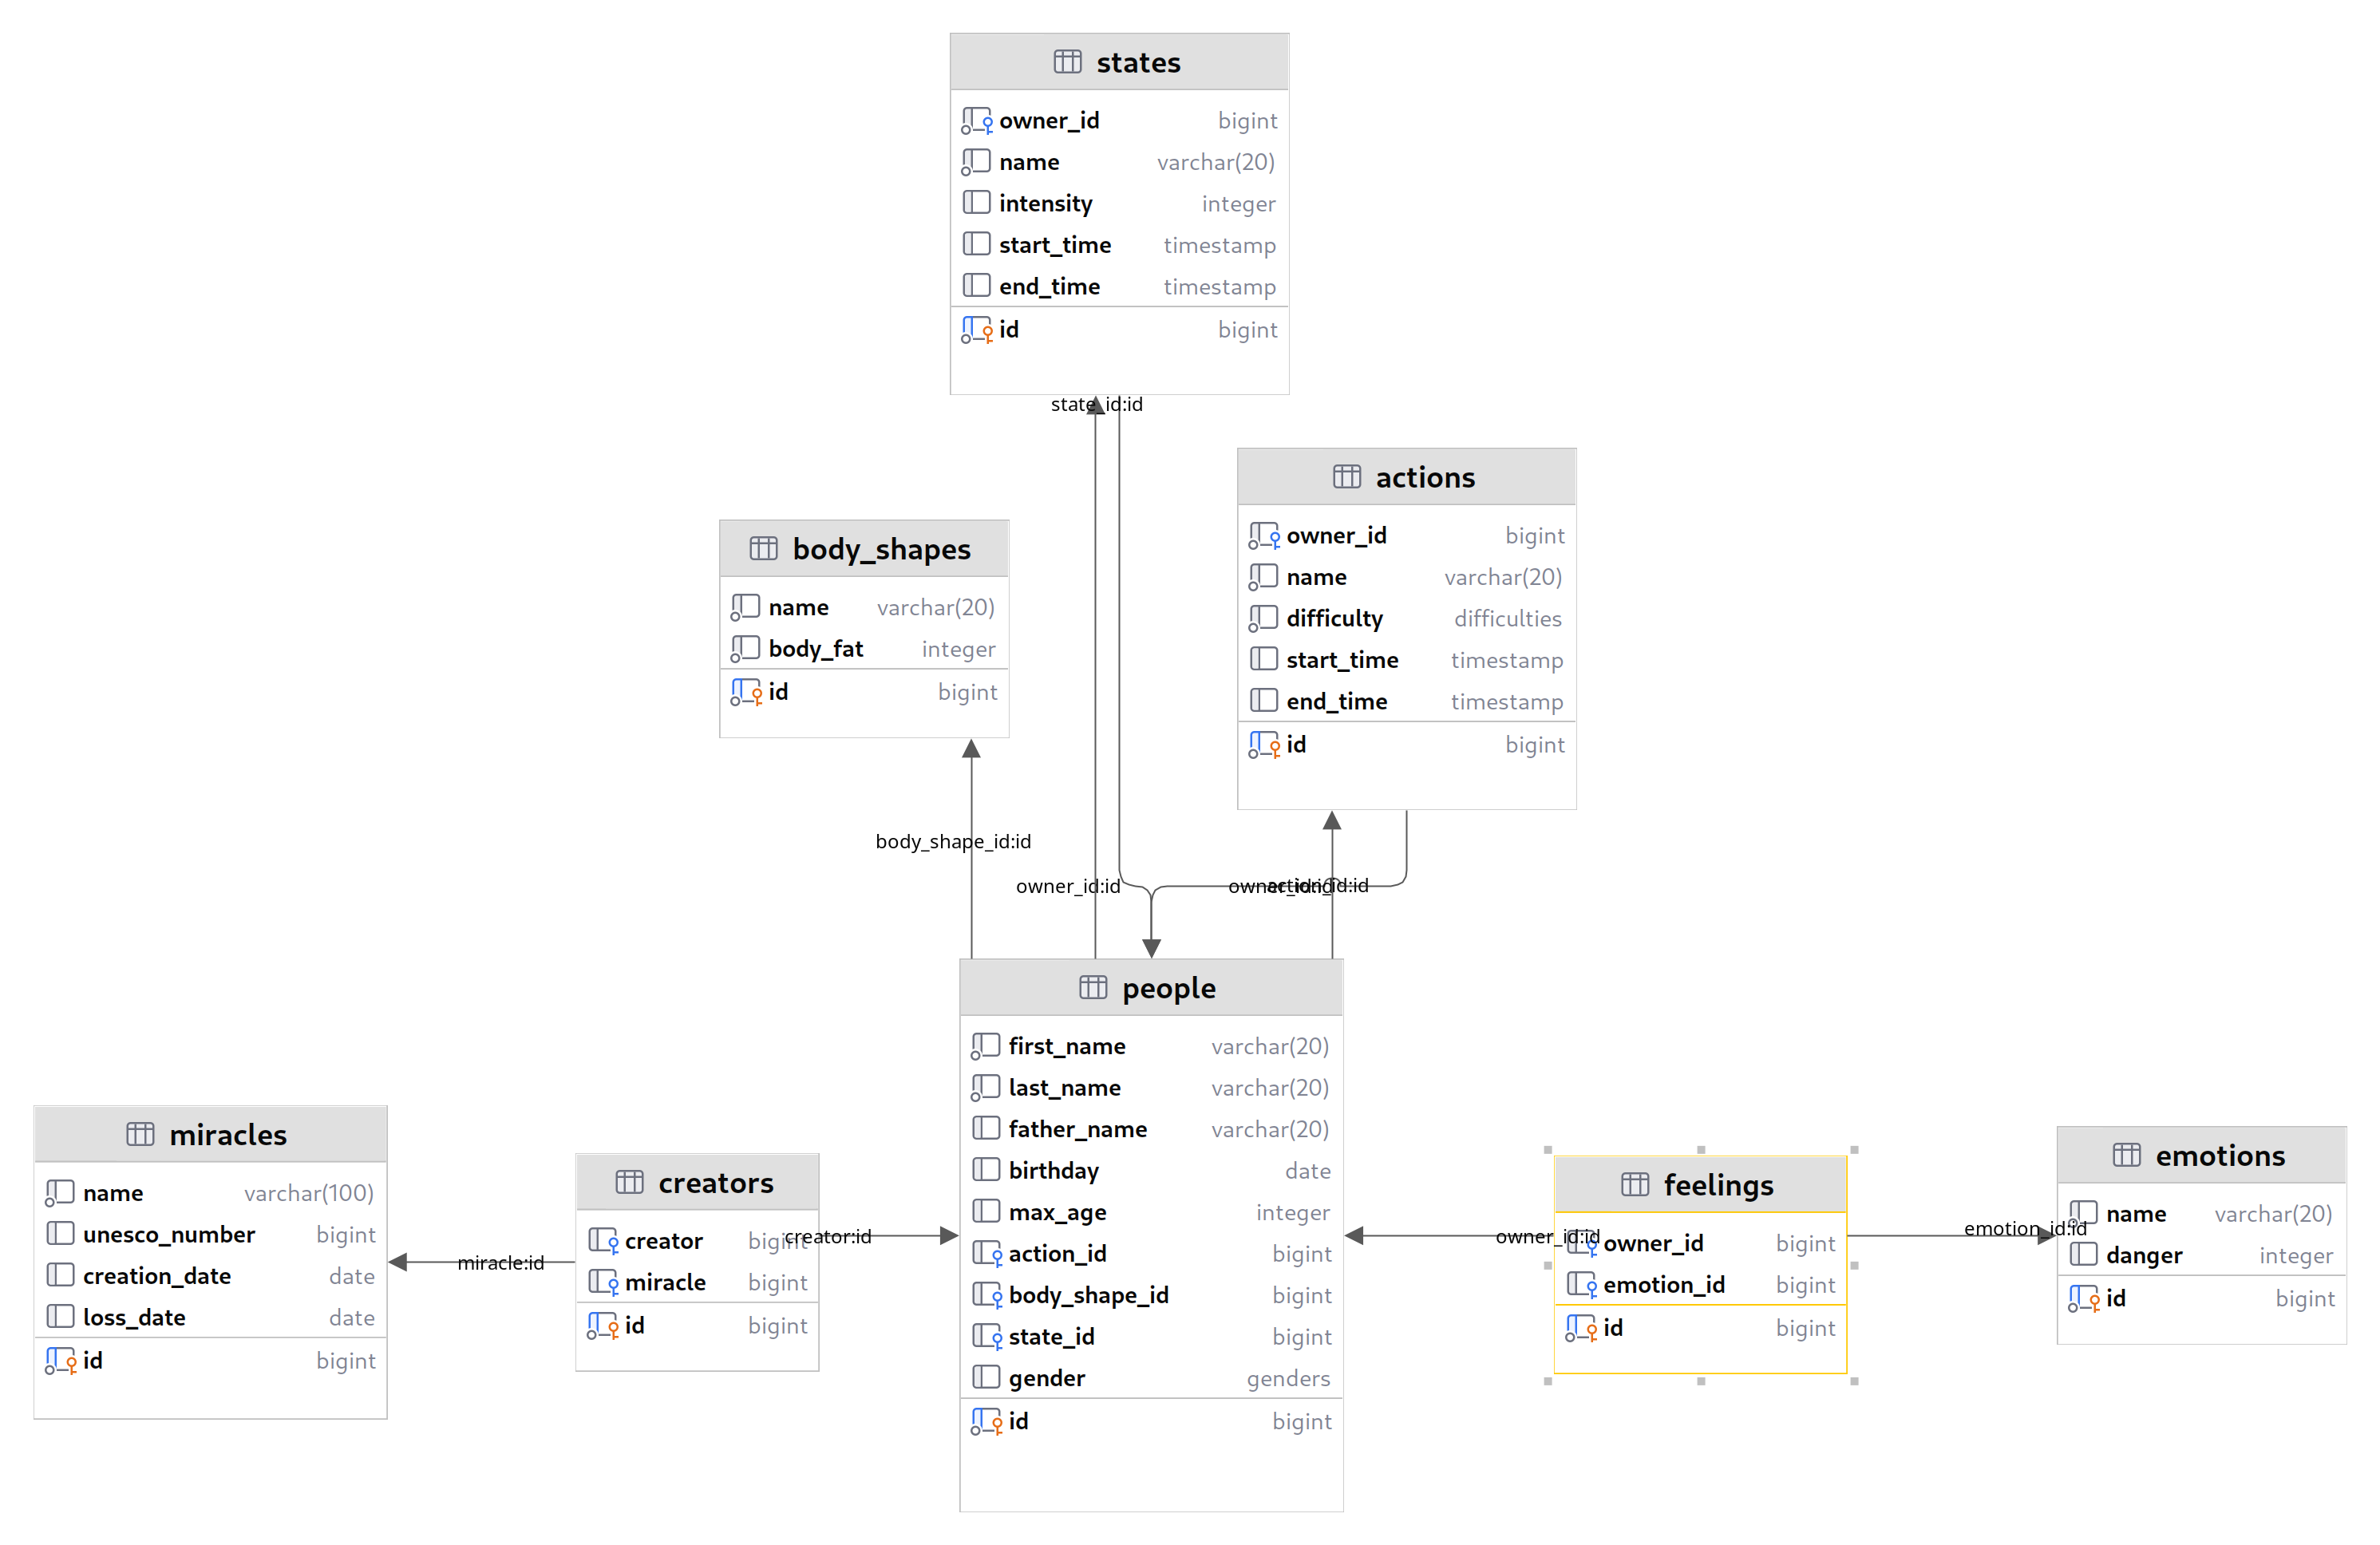 states
owner_id bigint
name varchar(20)
intensity integer
start_time timestamp
end_time timestamp
id bigint
state_id:id
actions
owner_id bigint
name varchar(20)
difficulty difficulties
start_time timestamp
end_time timestamp
id bigint
body_shapes
name varchar(20)
body_fat integer
id bigint
body_shape_id:id
owner_id:id
owner_id:id
action_id:id
people
first_name varchar(20)
last_name varchar(20)
father_name varchar(20)
birthday date
max_age integer
action_id bigint
body_shape_id bigint
state_id bigint
gender genders
id bigint
miracles
name varchar(100)
unesco_number bigint
creation_date date
loss_date date
id bigint
miracle:id
creators
creator bigint
miracle bigint
id bigint
creator:id
feelings
owner_id bigint
emotion_id bigint
id bigint
owner_id:id
emotion_id:id
emotions
name varchar(20)
danger integer
id bigint